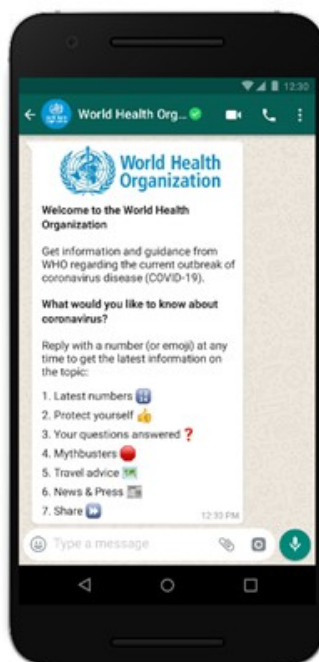 12:30
World Health Org...
World Health
Organization
Welcome to the World Health
Organization
Get information and guidance from
WHO regarding the current outbreak of
coronavirus disease (COVID-19).
What would you like to know about
coronavirus?
Reply with a number (or emoji) at any
time to get the latest information on
the topic:
1. Latest numbers 🔢
2. Protect yourself 👍
3. Your questions answered ❓
4. Mythbusters 🛑
5. Travel advice 🗺️
6. News & Press 📰
7. Share ⏩
12:30 PM
Type a message